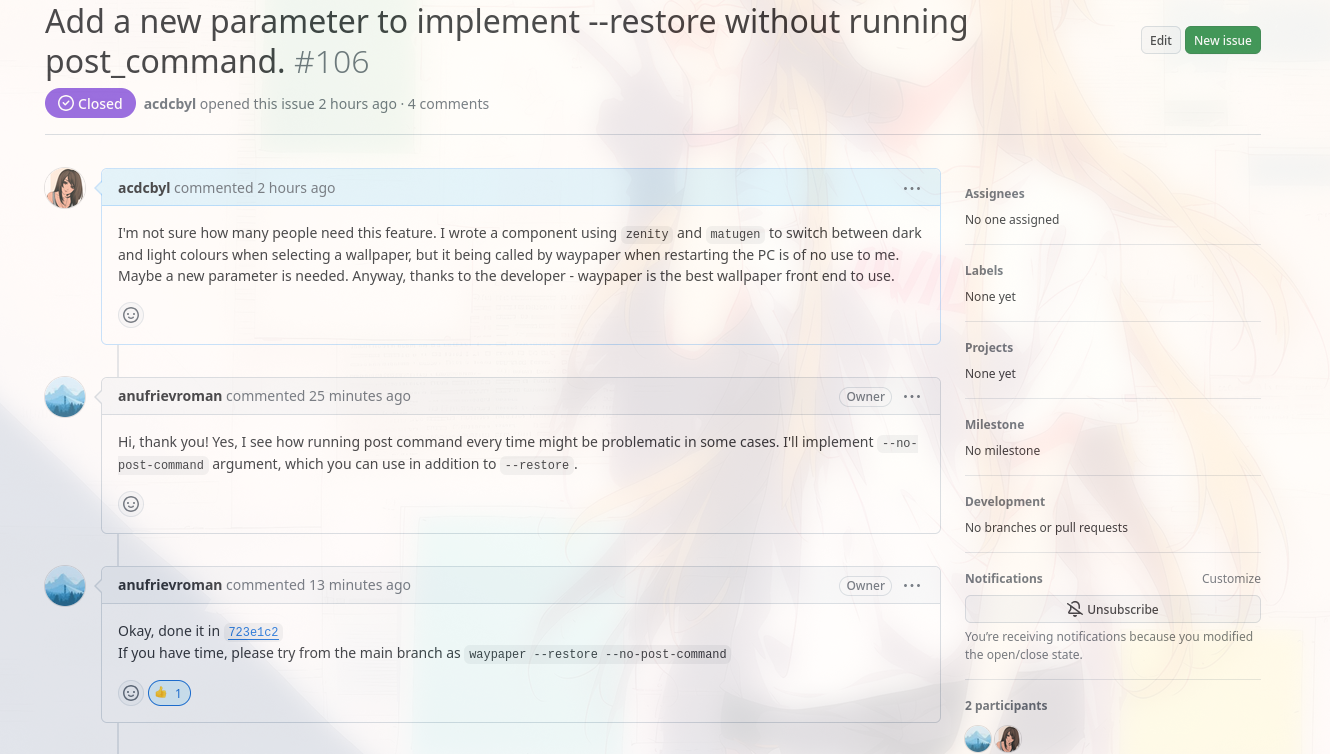 Add a new parameter to implement --restore without running
post_command. #106
Edit
New issue
Closed
acdcbyl opened this issue 2 hours ago · 4 comments
acdcbyl commented 2 hours ago
I'm not sure how many people need this feature. I wrote a component using zenity and matugen to switch between dark
and light colours when selecting a wallpaper, but it being called by waypaper when restarting the PC is of no use to me.
Maybe a new parameter is needed. Anyway, thanks to the developer - waypaper is the best wallpaper front end to use.
anufrievroman commented 25 minutes ago
Owner
Hi, thank you! Yes, I see how running post command every time might be problematic in some cases. I'll implement --no-
post-command argument, which you can use in addition to --restore.
anufrievroman commented 13 minutes ago
Owner
Okay, done it in 723e1c2
If you have time, please try from the main branch as waypaper --restore --no-post-command
1
Assignees
No one assigned
Labels
None yet
Projects
None yet
Milestone
No milestone
Development
No branches or pull requests
Notifications
Customize
Unsubscribe
You're receiving notifications because you modified
the open/close state.
2 participants